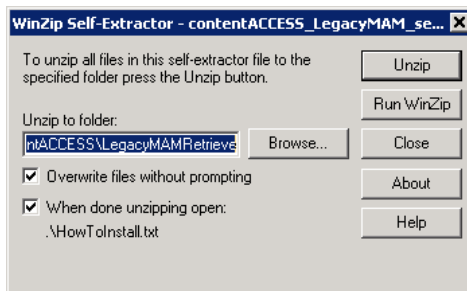 WinZip Self-Extractor - contentACCESS_LegacyMAM_se...
To unzip all files in this self-extractor file to the
specified folder press the Unzip button.
Unzip to folder:
ntACCESS\LegacyMAMRetrieve
Browse...
Overwrite files without prompting
When done unzipping open:
.\HowToInstall.txt
Unzip
Run WinZip
Close
About
Help